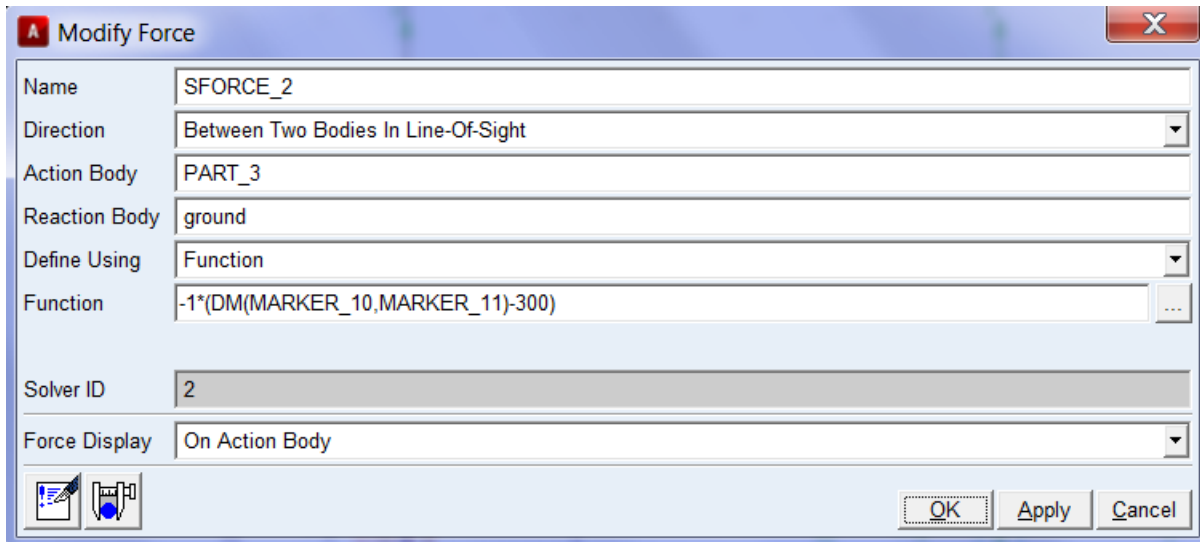 Modify Force
Name SFORCE_2
Direction Between Two Bodies In Line-Of-Sight
Action Body PART_3
Reaction Body ground
Define Using Function
Function -1*(DM(MARKER_10,MARKER_11)-300) ...
Solver ID 2
Force Display On Action Body
OK Apply Cancel